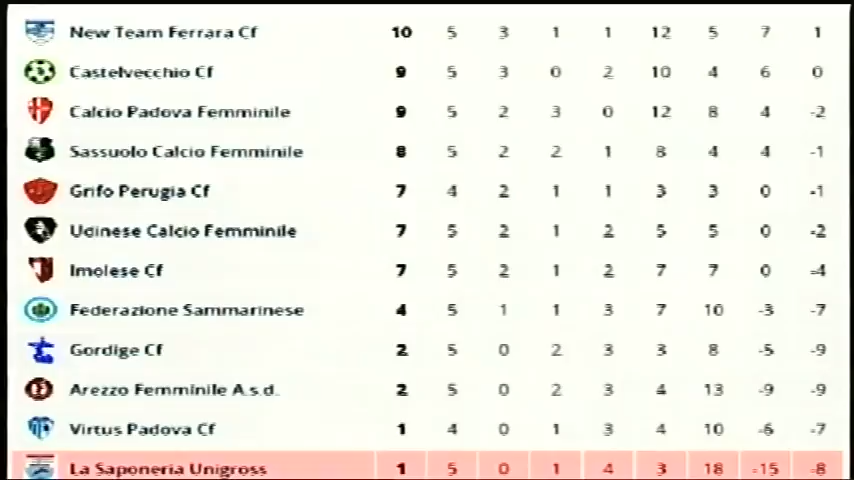 New Team Ferrara Cf 10 5 3 1 1 12 5 7 1
Castelvecchio Cf 9 5 3 0 2 10 4 6 0
Calcio Padova Femminile 9 5 2 3 0 12 8 4 -2
Sassuolo Calcio Femminile 8 5 2 2 1 8 4 4 -1
Grifo Perugia Cf 7 4 2 1 1 3 3 0 -1
Udinese Calcio Femminile 7 5 2 1 2 5 5 0 -2
Imolese Cf 7 5 2 1 2 7 7 0 -4
Federazione Sammarinese 4 5 1 1 3 7 10 -3 -7
Gordige Cf 2 5 0 2 3 3 8 -5 -9
Arezzo Femminile A.s.d. 2 5 0 2 3 4 13 -9 -9
Virtus Padova Cf 1 4 0 1 3 4 10 -6 -7
La Saponeria Unigross 1 5 0 1 4 3 18 -15 -8